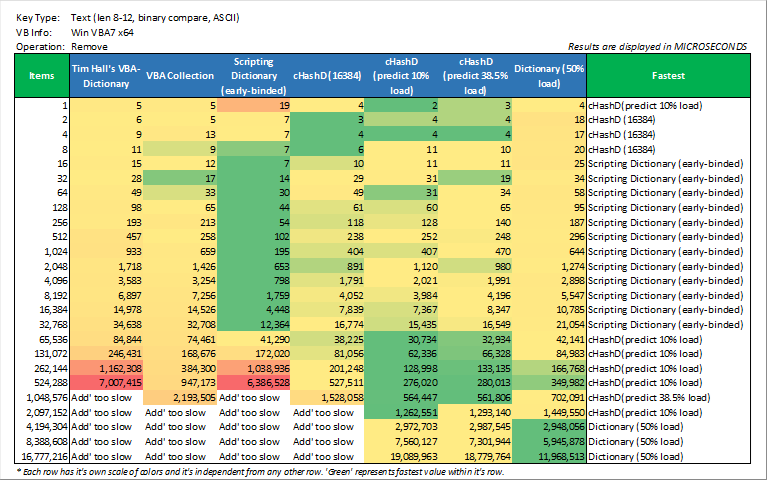 Key Type: Text (len 8-12, binary compare, ASCII)
VB Info: Win VBA7 x64
Operation: Remove
Results are displayed in MICROSECONDS
Items Tim Hall's VBA-Dictionary VBA Collection Scripting Dictionary (early-binded) cHashD (16384) cHashD (predict 10% load) cHashD (predict 38.5% load) Dictionary (50% load) Fastest
1 5 5 19 4 2 3 4 cHashD(predict 10% load)
2 6 5 7 3 4 4 18 cHashD (16384)
4 9 13 7 4 4 4 17 cHashD (16384)
8 11 9 7 6 11 10 20 cHashD (16384)
16 15 12 7 10 11 11 25 Scripting Dictionary (early-binded)
32 28 17 14 29 31 19 34 Scripting Dictionary (early-binded)
64 49 33 30 49 31 34 58 Scripting Dictionary (early-binded)
128 98 65 44 61 60 65 95 Scripting Dictionary (early-binded)
256 193 213 54 118 128 140 187 Scripting Dictionary (early-binded)
512 457 258 102 238 252 248 296 Scripting Dictionary (early-binded)
1,024 933 659 195 404 407 470 644 Scripting Dictionary (early-binded)
2,048 1,718 1,426 653 891 1,120 980 1,274 Scripting Dictionary (early-binded)
4,096 3,583 3,254 798 1,791 2,021 1,991 2,898 Scripting Dictionary (early-binded)
8,192 6,897 7,256 1,759 4,052 3,984 4,196 5,547 Scripting Dictionary (early-binded)
16,384 14,978 14,526 4,448 7,839 7,367 8,347 10,785 Scripting Dictionary (early-binded)
32,768 34,638 32,708 12,364 16,774 15,435 16,549 21,054 Scripting Dictionary (early-binded)
65,536 84,844 74,461 41,290 38,225 30,734 32,934 42,141 cHashD(predict 10% load)
131,072 246,431 168,676 172,020 81,056 62,336 66,328 84,983 cHashD(predict 10% load)
262,144 1,162,308 384,300 1,038,936 201,248 128,998 133,135 166,768 cHashD(predict 10% load)
524,288 7,007,415 947,173 6,386,528 527,511 276,020 280,013 349,982 cHashD(predict 10% load)
1,048,576 Add' too slow 2,193,505 Add' too slow 1,528,058 564,447 561,806 702,091 cHashD(predict 38.5% load)
2,097,152 Add' too slow Add' too slow Add' too slow Add' too slow 1,262,551 1,293,140 1,449,550 cHashD(predict 10% load)
4,194,304 Add' too slow Add' too slow Add' too slow Add' too slow 2,972,703 2,987,545 2,948,056 Dictionary (50% load)
8,388,608 Add' too slow Add' too slow Add' too slow Add' too slow 7,560,127 7,301,944 5,945,878 Dictionary (50% load)
16,777,216 Add' too slow Add' too slow Add' too slow Add' too slow 19,089,963 18,779,764 11,968,513 Dictionary (50% load)
* Each row has it's own scale of colors and it's independent from any other row. 'Green' represents fastest value within it's row.